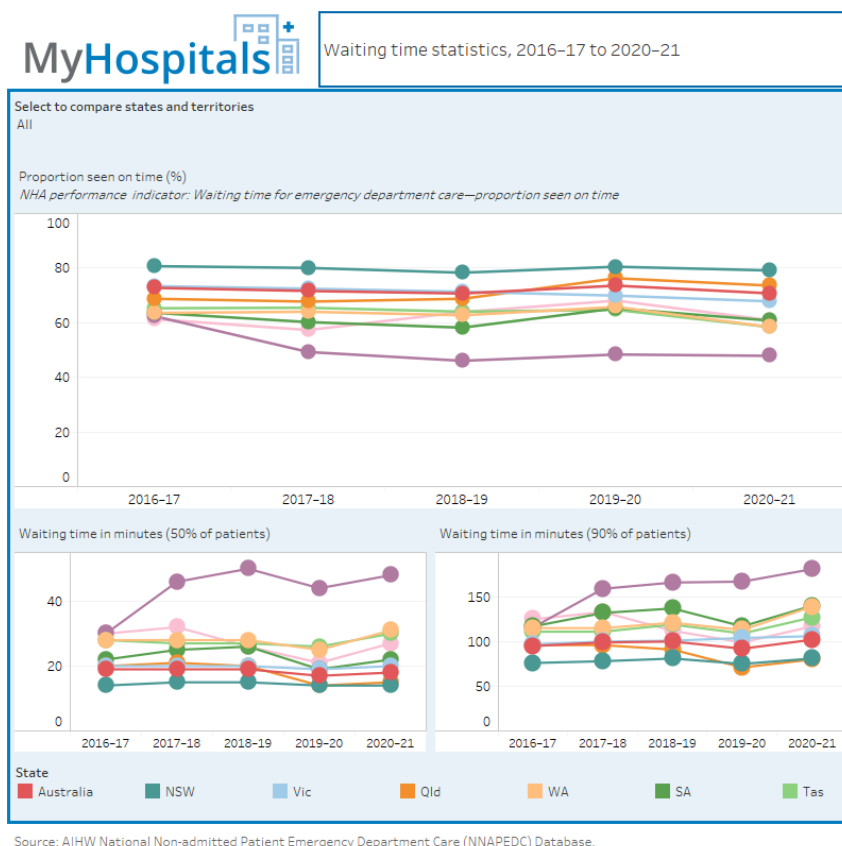 MyHospitals
Waiting time statistics, 2016–17 to 2020–21
Select to compare states and territories
All
Proportion seen on time (%)
NHA performance indicator: Waiting time for emergency department care—proportion seen on time
100
80
60
40
20
0
2016–17 2017–18 2018–19 2019–20 2020–21
Waiting time in minutes (50% of patients)
40
20
0
2016–17 2017–18 2018–19 2019–20 2020–21
Waiting time in minutes (90% of patients)
150
100
50
0
2016–17 2017–18 2018–19 2019–20 2020–21
State
Australia NSW Vic Qld WA SA Tas
Source: AIHW National Non-admitted Patient Emergency Department Care (NNAPEDC) Database.